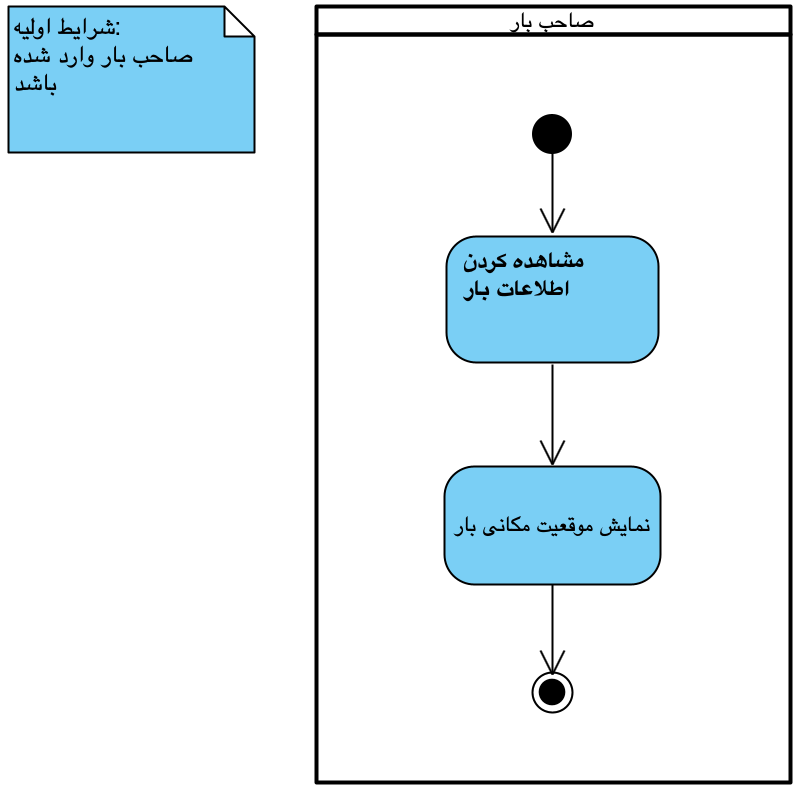 شرایط اولیه:
صاحب بار وارد شده
باشد
صاحب بار
مشاهده کردن
اطلاعات بار
نمایش موقعیت مکانی بار